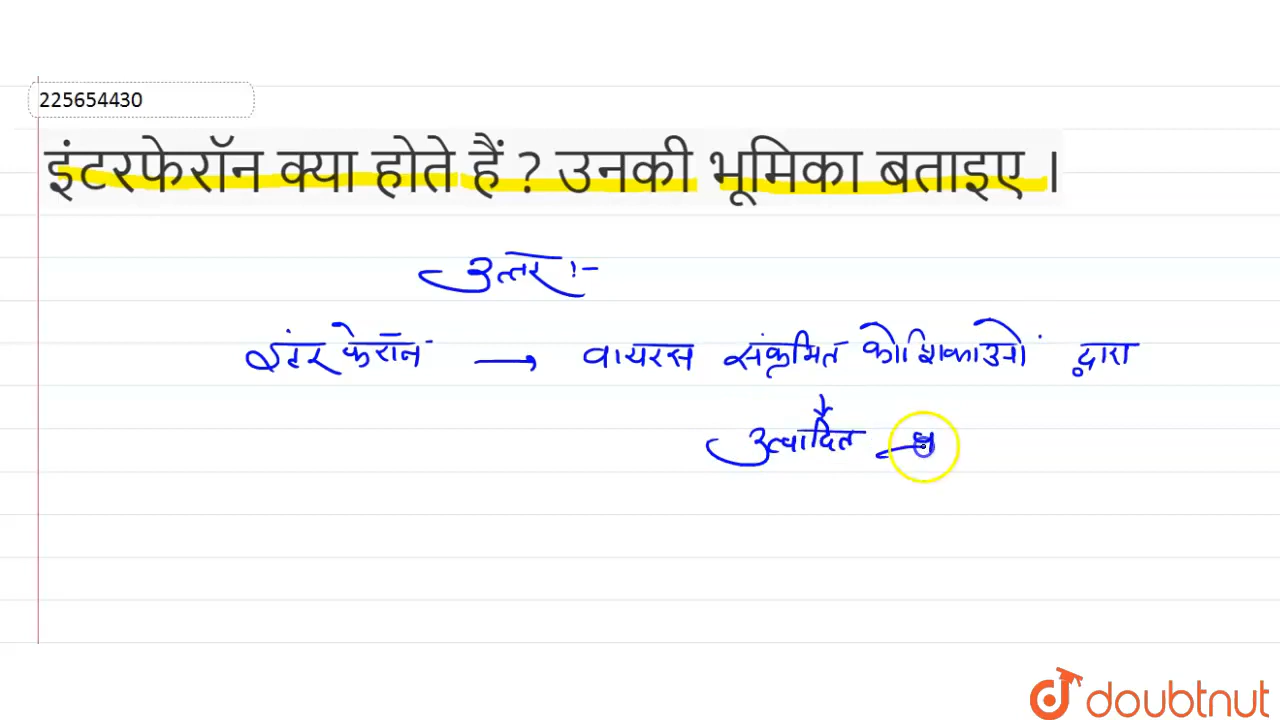 225654430
इंटरफेरॉन क्या होते हैं ? उनकी भूमिका बताइए ।
उत्तर :-
इंटरफेरॉन → वायरस संक्रमित कोशिकाओं द्वारा
उत्पादित
doubtnut